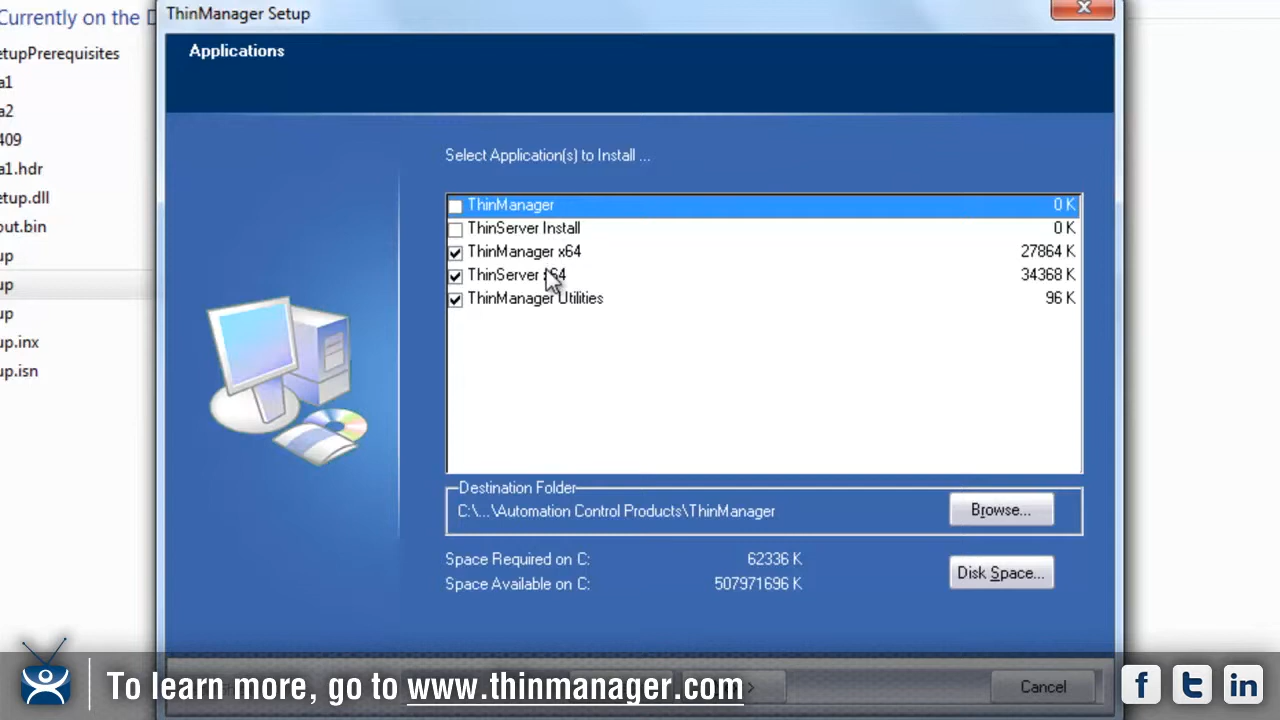 Currently on the
ThinManager Setup
etupPrerequisites
a1
a2
409
a1.hdr
etup.dll
out.bin
up
up
up
up.inx
up.isn
Applications
Select Application(s) to Install ...
ThinManager 0 K
ThinServer Install 0 K
ThinManager x64 27864 K
ThinServer x64 34368 K
ThinManager Utilities 96 K
Destination Folder
C:\...\Automation Control Products\ThinManager
Browse...
Space Required on C: 62336 K
Space Available on C: 507971696 K
Disk Space...
To learn more, go to www.thinmanager.com
Cancel
f
t
in